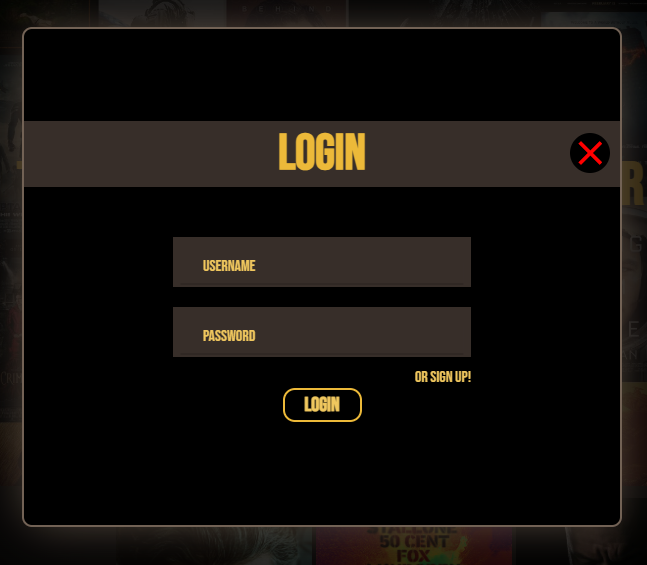 LOGIN
USERNAME
PASSWORD
OR SIGN UP!
LOGIN
STALLONE
50 CENT
FOX